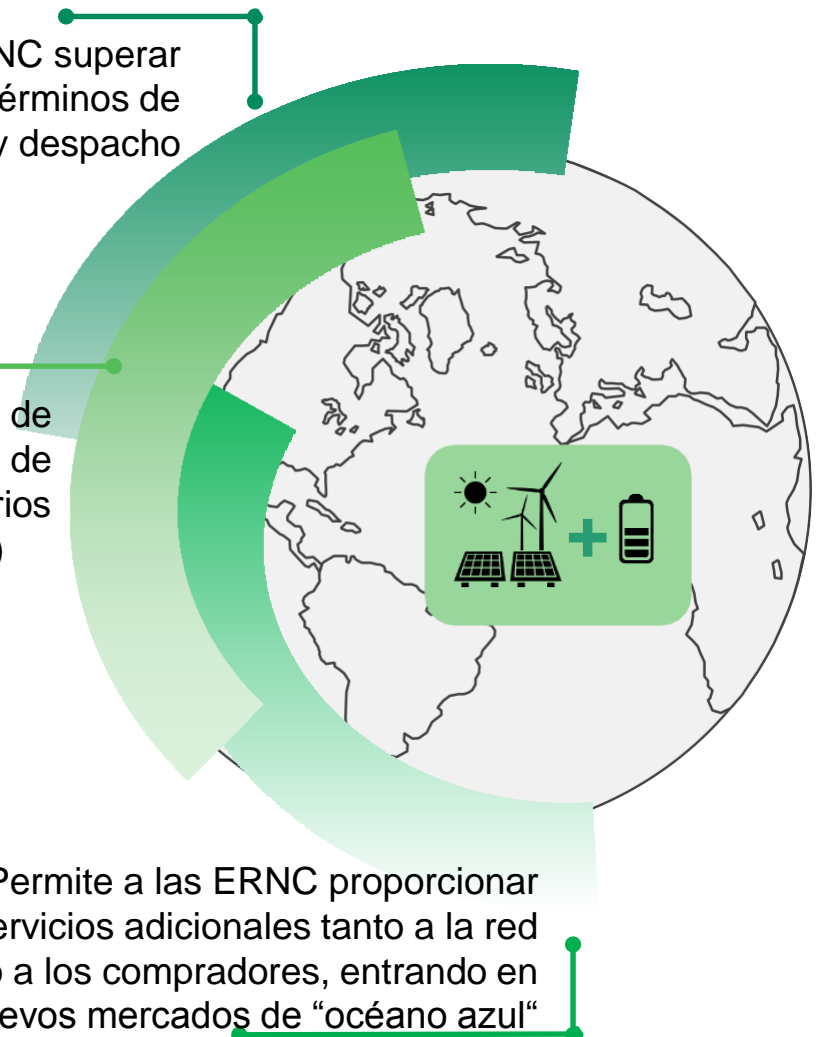 NC superar
érminos de
y despacho
de
de
rios
)
Permite a las ERNC proporcionar
ervicios adicionales tanto a la red
o a los compradores, entrando en
evos mercados de “océano azul“